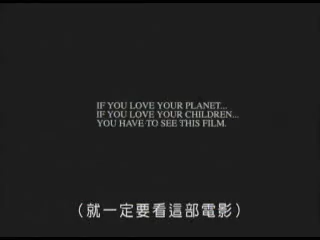 IF YOU LOVE YOUR PLANET...
IF YOU LOVE YOUR CHILDREN...
YOU HAVE TO SEE THIS FILM.
(就一定要看這部電影)